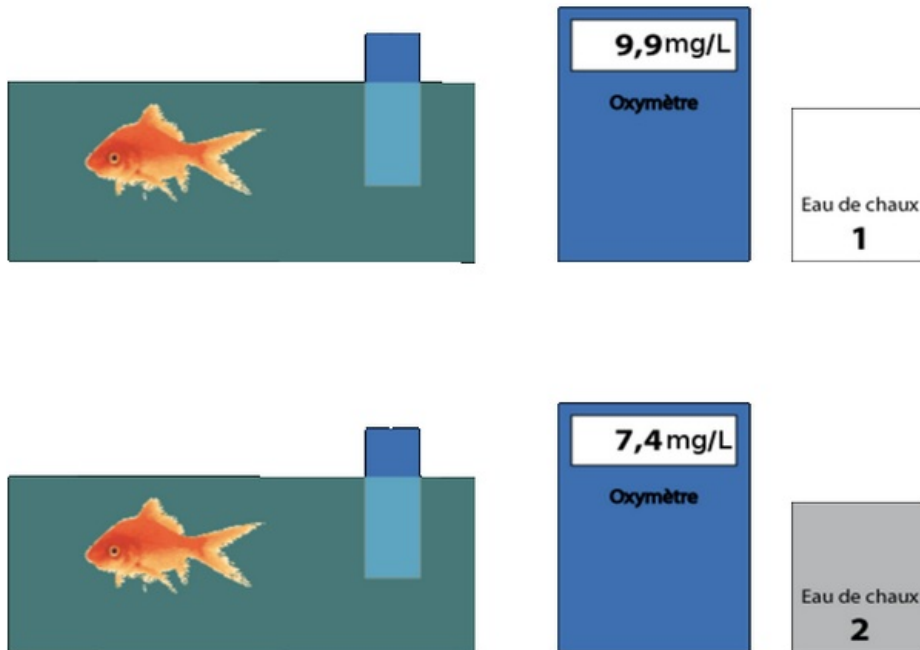 9,9mg/L
Oxymètre
Eau de chaux
1
7,4mg/L
Oxymètre
Eau de chaux
2